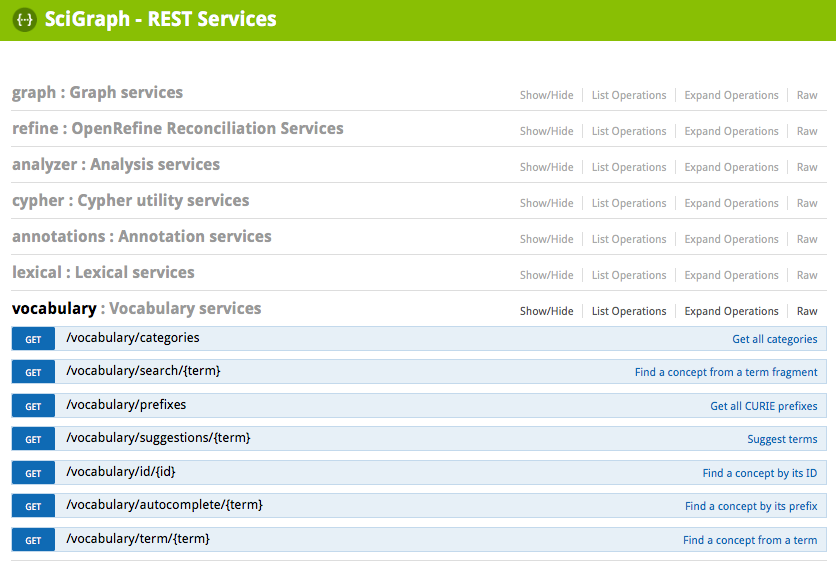 {··} SciGraph - REST Services
graph : Graph services Show/Hide List Operations Expand Operations Raw
refine : OpenRefine Reconciliation Services Show/Hide List Operations Expand Operations Raw
analyzer : Analysis services Show/Hide List Operations Expand Operations Raw
cypher : Cypher utility services Show/Hide List Operations Expand Operations Raw
annotations : Annotation services Show/Hide List Operations Expand Operations Raw
lexical : Lexical services Show/Hide List Operations Expand Operations Raw
vocabulary : Vocabulary services Show/Hide List Operations Expand Operations Raw
GET /vocabulary/categories Get all categories
GET /vocabulary/search/{term} Find a concept from a term fragment
GET /vocabulary/prefixes Get all CURIE prefixes
GET /vocabulary/suggestions/{term} Suggest terms
GET /vocabulary/id/{id} Find a concept by its ID
GET /vocabulary/autocomplete/{term} Find a concept by its prefix
GET /vocabulary/term/{term} Find a concept from a term